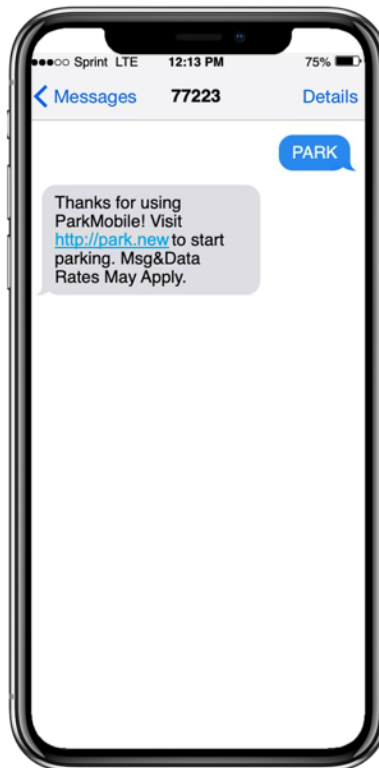 Sprint LTE 12:13 PM 75%
Messages 77223 Details
PARK
Thanks for using
ParkMobile! Visit
http://park.new to start
parking. Msg&Data
Rates May Apply.